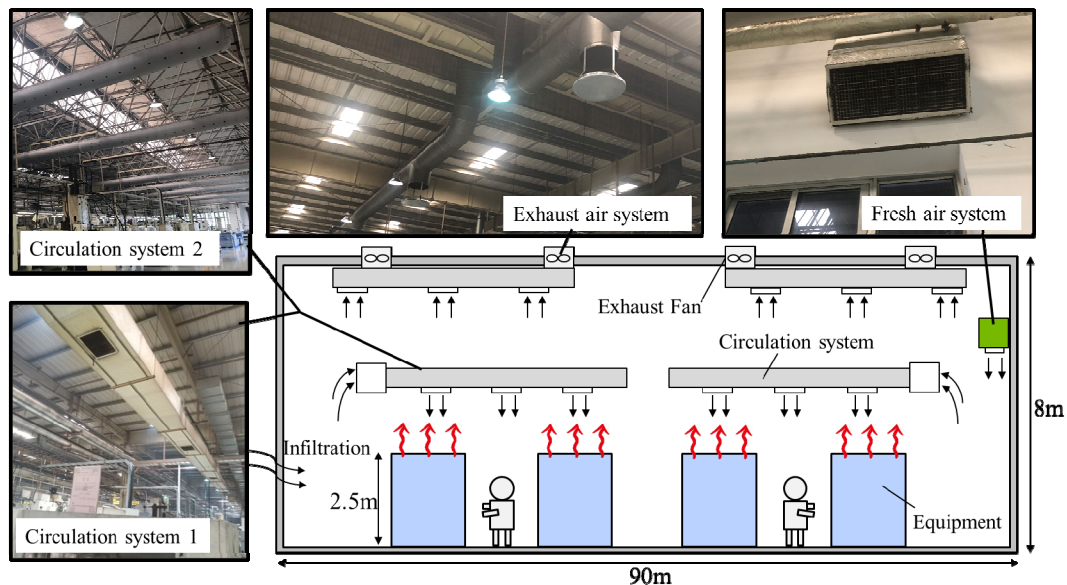 Circulation system 2
Exhaust air system
Fresh air system
Exhaust Fan
Circulation system
Infiltration
8m
2.5m
Equipment
Circulation system 1
90m